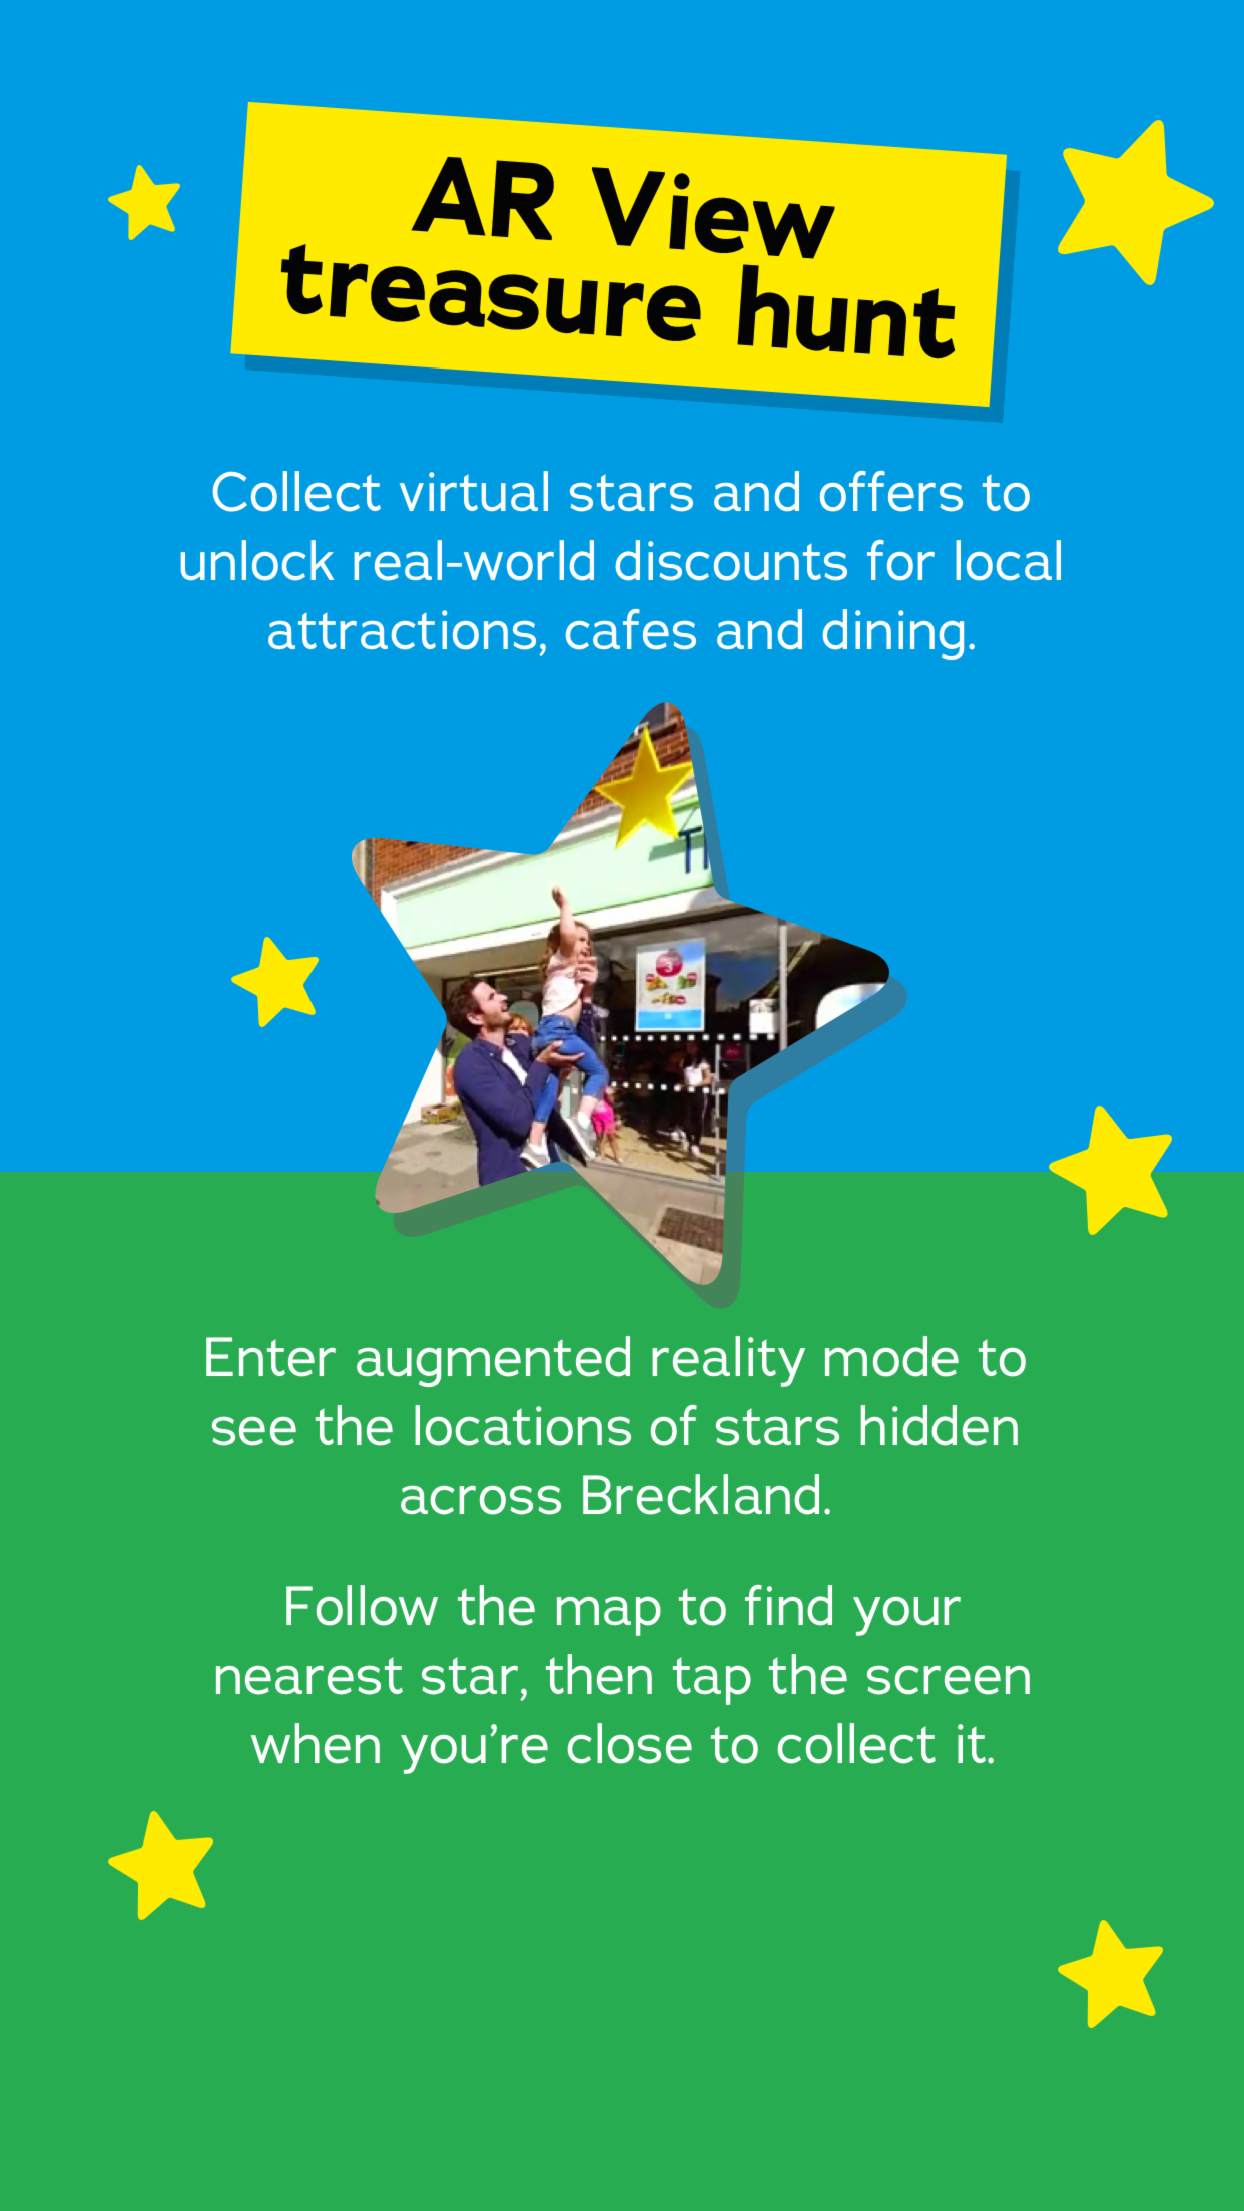 AR View
treasure hunt
Collect virtual stars and offers to
unlock real-world discounts for local
attractions, cafes and dining.
Enter augmented reality mode to
see the locations of stars hidden
across Breckland.
Follow the map to find your
nearest star, then tap the screen
when you’re close to collect it.